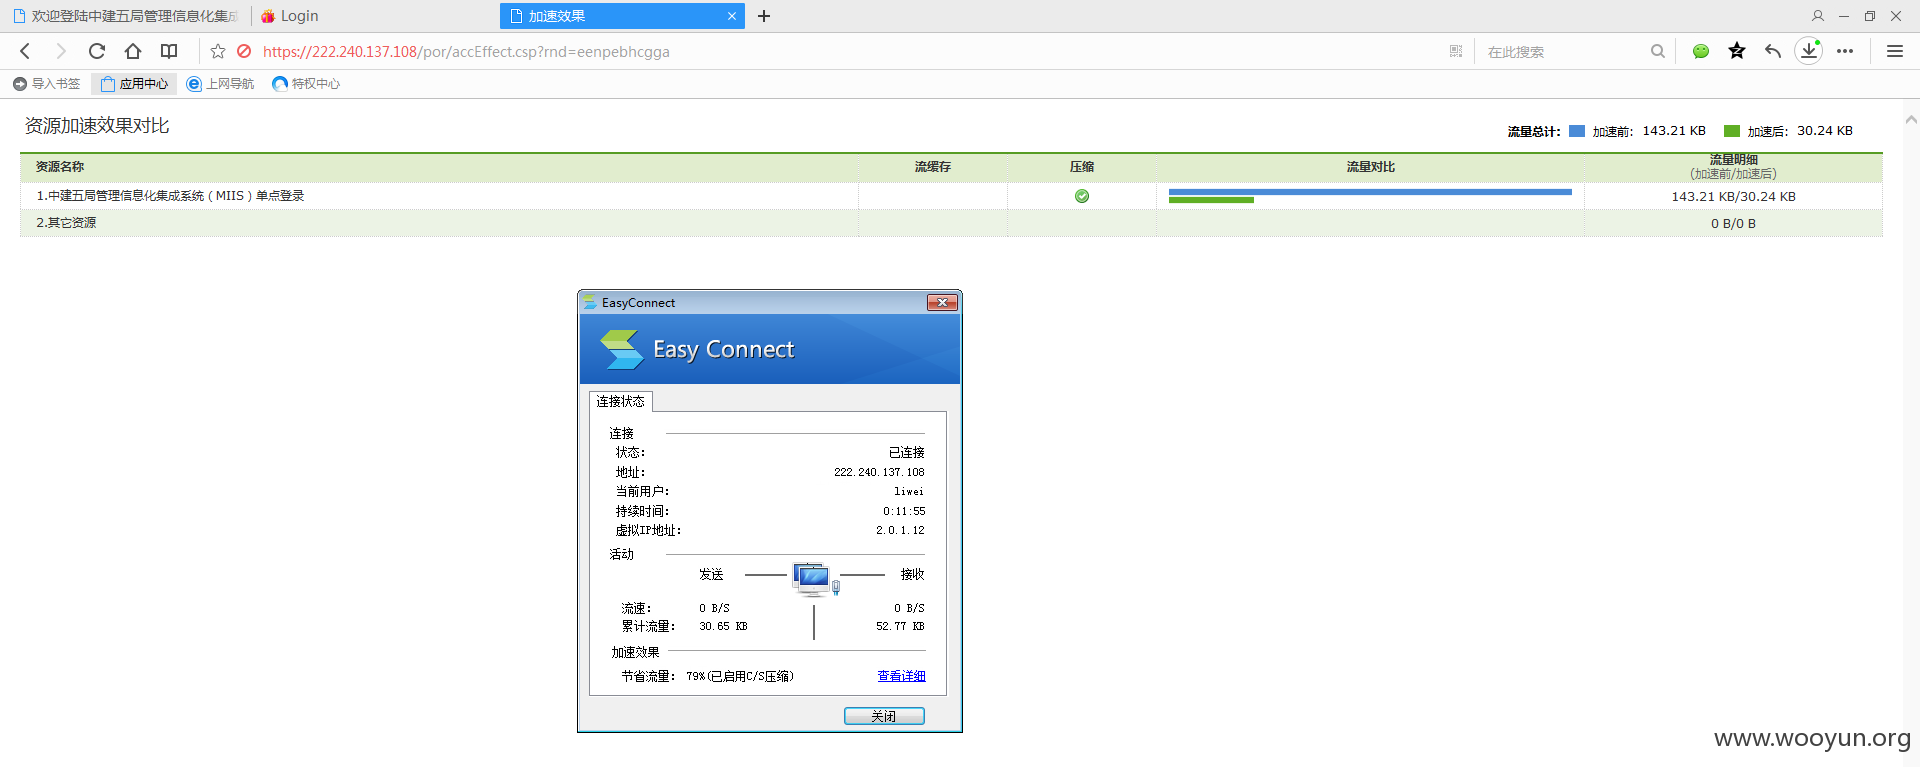 欢迎登陆中建五局管理信息化集成
Login
加速效果
https://222.240.137.108/por/accEffect.csp?rnd=eenpebhcgga
在此搜索
导入书签
应用中心
上网导航
特权中心
资源加速效果对比
流量总计: 加速前: 143.21 KB 加速后: 30.24 KB
资源名称 流缓存 压缩 流量对比 流量明细
(加速前/加速后)
1.中建五局管理信息化集成系统（MIIS）单点登录 143.21 KB/30.24 KB
2.其它资源 0 B/0 B
EasyConnect
Easy Connect
连接状态
连接
状态: 已连接
地址: 222.240.137.108
当前用户: liwei
持续时间: 0:11:55
虚拟IP地址: 2.0.1.12
活动
发送 接收
流速: 0 B/S 0 B/S
累计流量: 30.65 KB 52.77 KB
加速效果
节省流量: 79%(已启用C/S压缩) 查看详细
关闭
www.wooyun.org